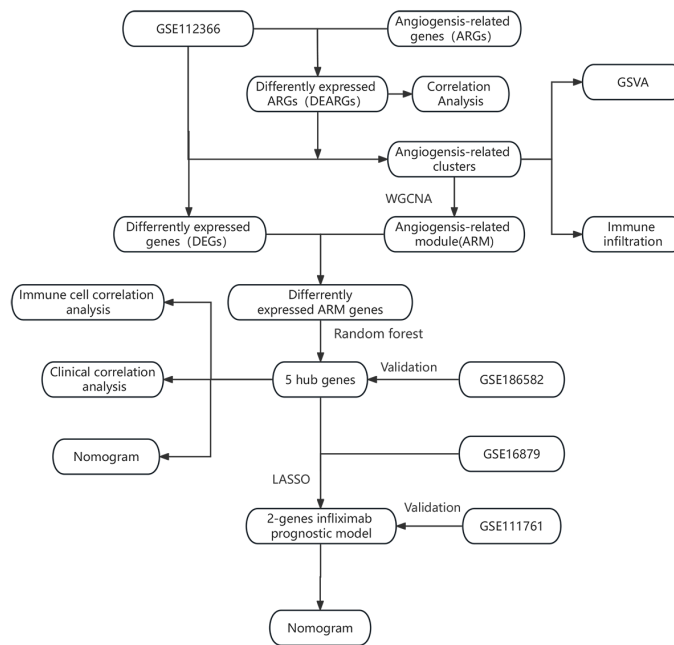 GSE112366
Angiogensis-related
genes (ARGs)
Differently expressed
ARGs (DEARGs)
Correlation
Analysis
GSVA
Angiogensis-related
clusters
WGCNA
Differrently expressed
genes (DEGs)
Angiogensis-related
module(ARM)
Immune
infiltration
Immune cell correlation
analysis
Differrently
expressed ARM genes
Random forest
Clinical correlation
analysis
5 hub genes
Validation
GSE186582
Nomogram
GSE16879
LASSO
2-genes infliximab
prognostic model
Validation
GSE111761
Nomogram